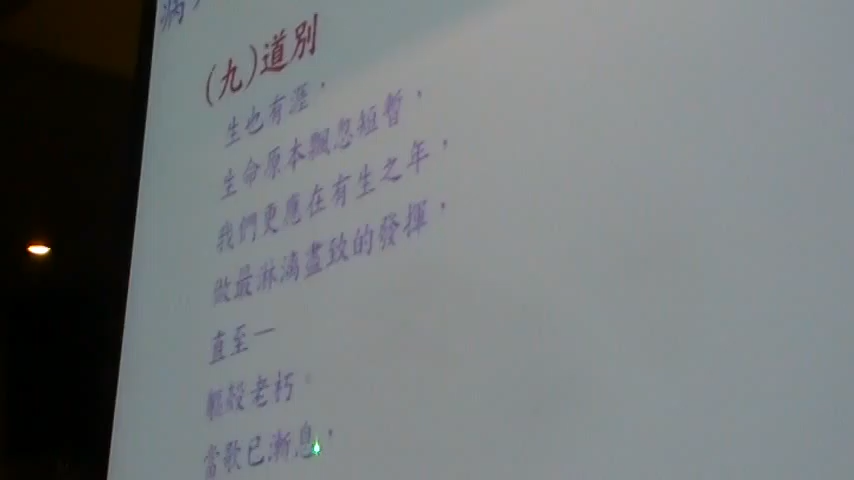 病
(九)道別
生也有涯，
生命原本飄忽短暫，
我們更應在有生之年，
做最淋漓盡致的發揮，
直至一
軀殼老朽。
當歌已漸息，